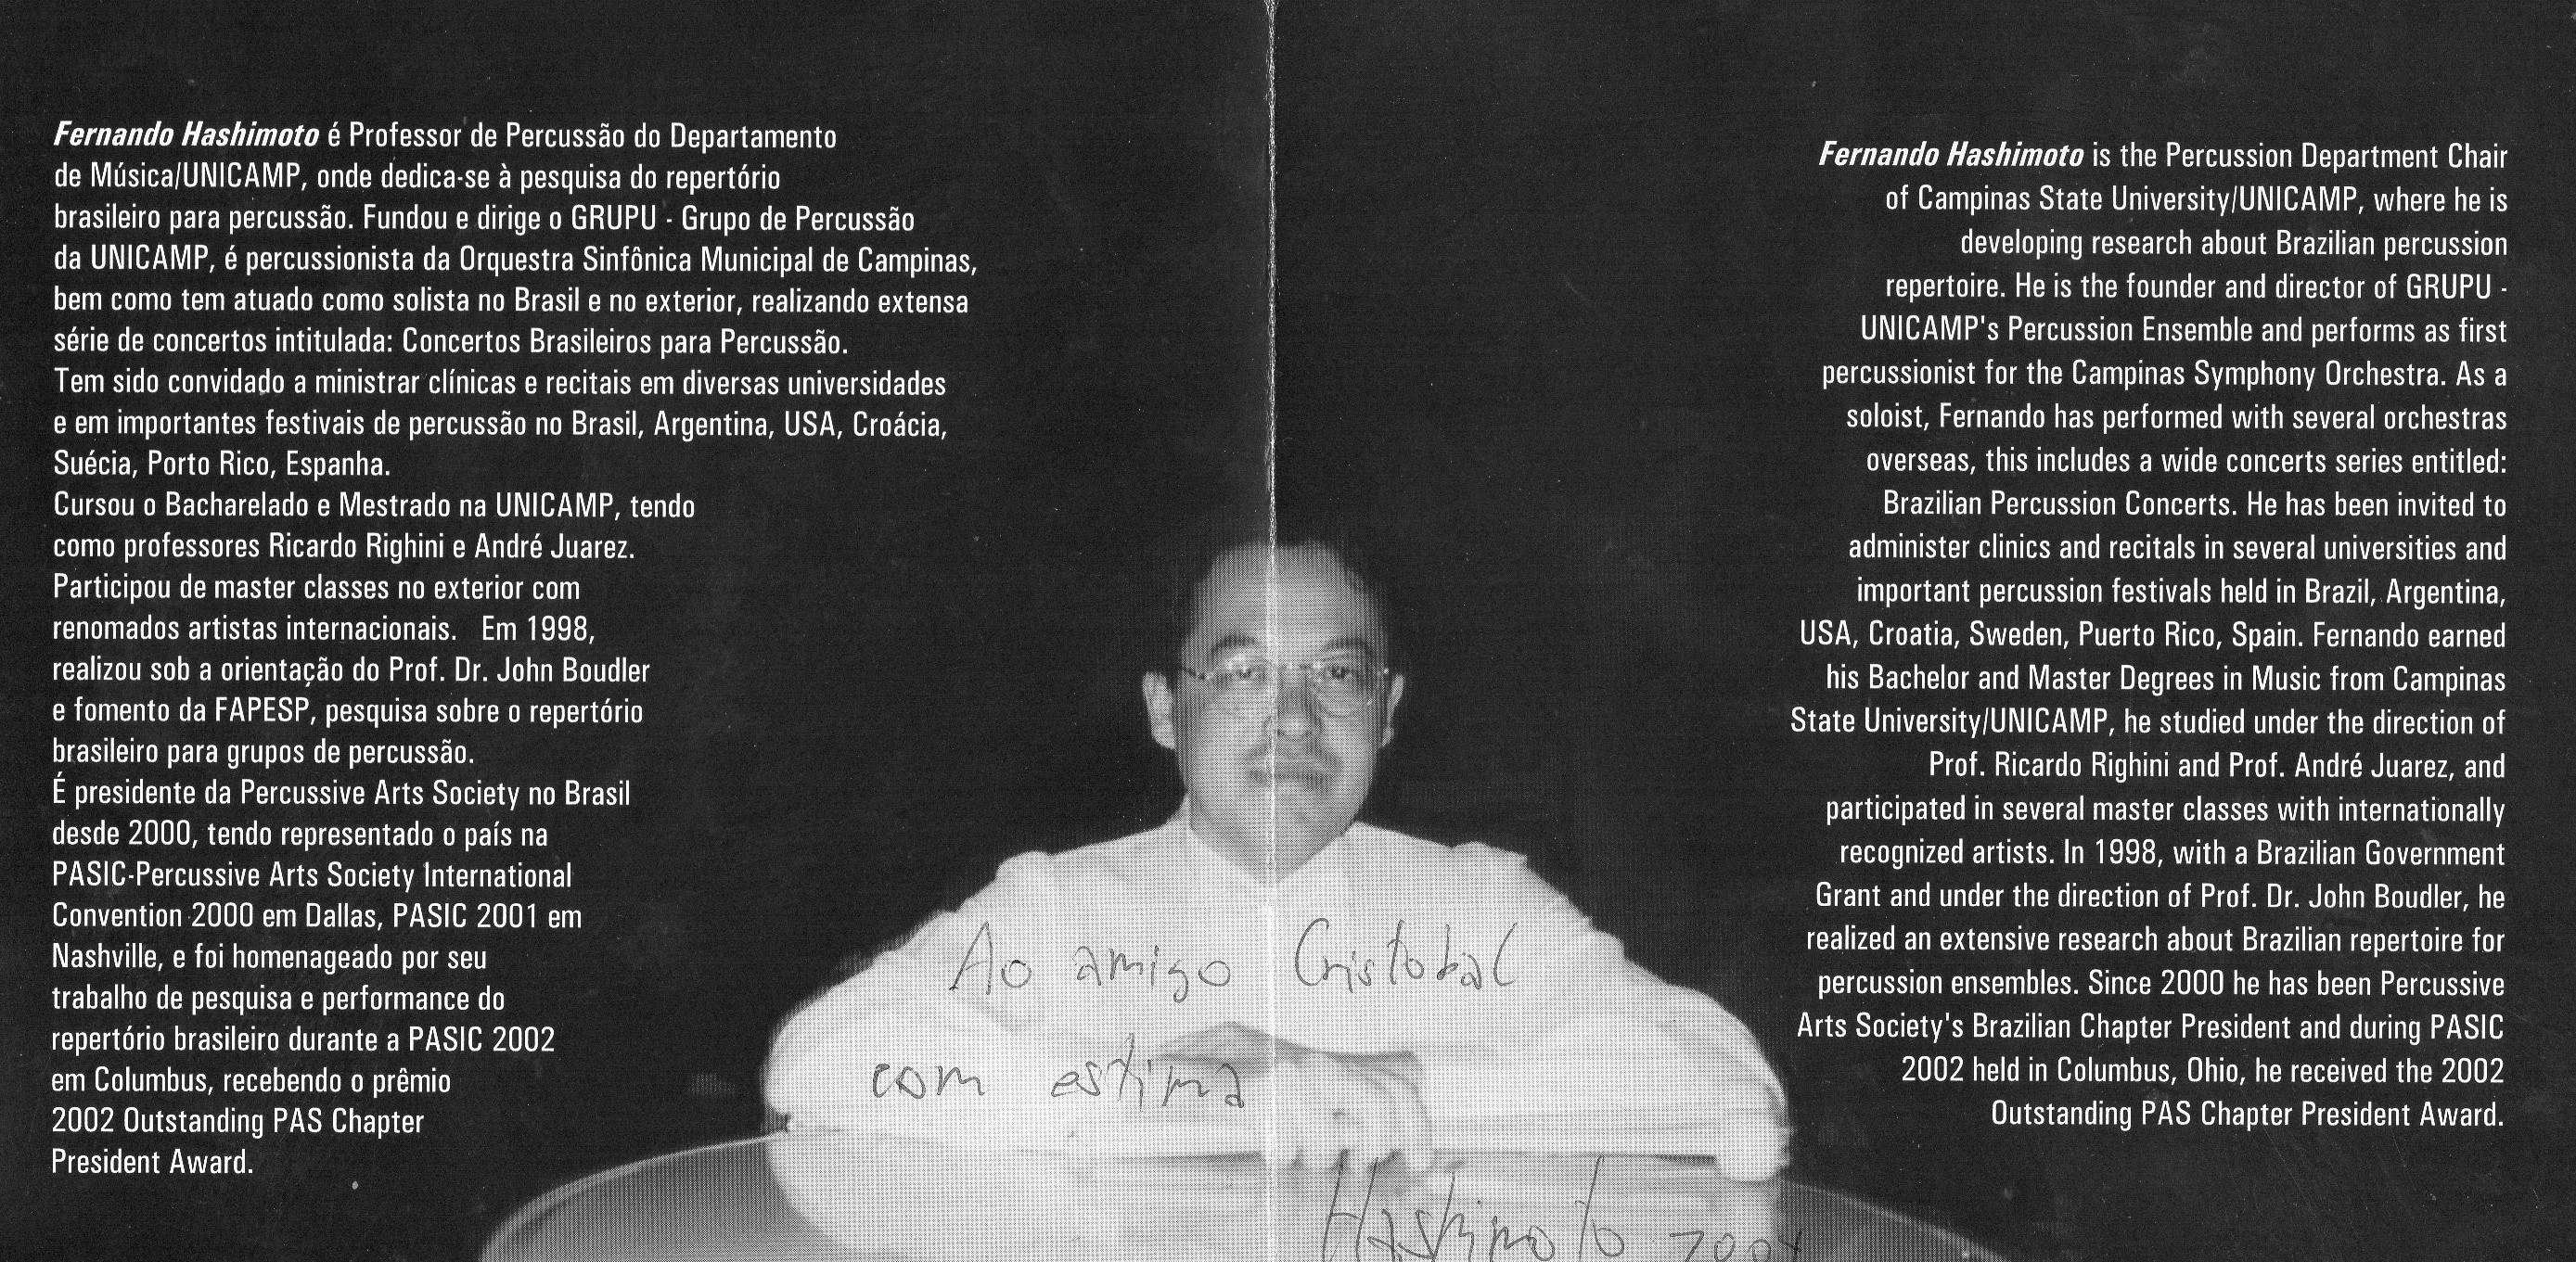 Fernando Hashimoto é Professor de Percussão do Departamento
de Música/UNICAMP, onde dedica-se à pesquisa do repertório
brasileiro para percussão. Fundou e dirige o GRUPU - Grupo de Percussão
da UNICAMP, é percussionista da Orquestra Sinfônica Municipal de Campinas,
bem como tem atuado como solista no Brasil e no exterior, realizando extensa
série de concertos intitulada: Concertos Brasileiros para Percussão.
Tem sido convidado a ministrar clínicas e recitais em diversas universidades
e em importantes festivais de percussão no Brasil, Argentina, USA, Croácia,
Suécia, Porto Rico, Espanha.
Cursou o Bacharelado e Mestrado na UNICAMP, tendo
como professores Ricardo Righini e André Juarez.
Participou de master classes no exterior com
renomados artistas internacionais. Em 1998,
realizou sob a orientação do Prof. Dr. John Boudler
e fomento da FAPESP, pesquisa sobre o repertório
brasileiro para grupos de percussão.
É presidente da Percussive Arts Society no Brasil
desde 2000, tendo representado o país na
PASIC-Percussive Arts Society International
Convention 2000 em Dallas, PASIC 2001 em
Nashville, e foi homenageado por seu
trabalho de pesquisa e performance do
repertório brasileiro durante a PASIC 2002
em Columbus, recebendo o prêmio
2002 Outstanding PAS Chapter
President Award.
Fernando Hashimoto is the Percussion Department Chair
of Campinas State University/UNICAMP, where he is
developing research about Brazilian percussion
repertoire. He is the founder and director of GRUPU -
UNICAMP's Percussion Ensemble and performs as first
percussionist for the Campinas Symphony Orchestra. As a
soloist, Fernando has performed with several orchestras
overseas, this includes a wide concerts series entitled:
Brazilian Percussion Concerts. He has been invited to
administer clinics and recitals in several universities and
important percussion festivals held in Brazil, Argentina,
USA, Croatia, Sweden, Puerto Rico, Spain. Fernando earned
his Bachelor and Master Degrees in Music from Campinas
State University/UNICAMP, he studied under the direction of
Prof. Ricardo Righini and Prof. André Juarez, and
participated in several master classes with internationally
recognized artists. In 1998, with a Brazilian Government
Grant and under the direction of Prof. Dr. John Boudler, he
realized an extensive research about Brazilian repertoire for
percussion ensembles. Since 2000 he has been Percussive
Arts Society's Brazilian Chapter President and during PASIC
2002 held in Columbus, Ohio, he received the 2002
Outstanding PAS Chapter President Award.
Ao amigo Cristobal
com estima
Hashimoto 2004